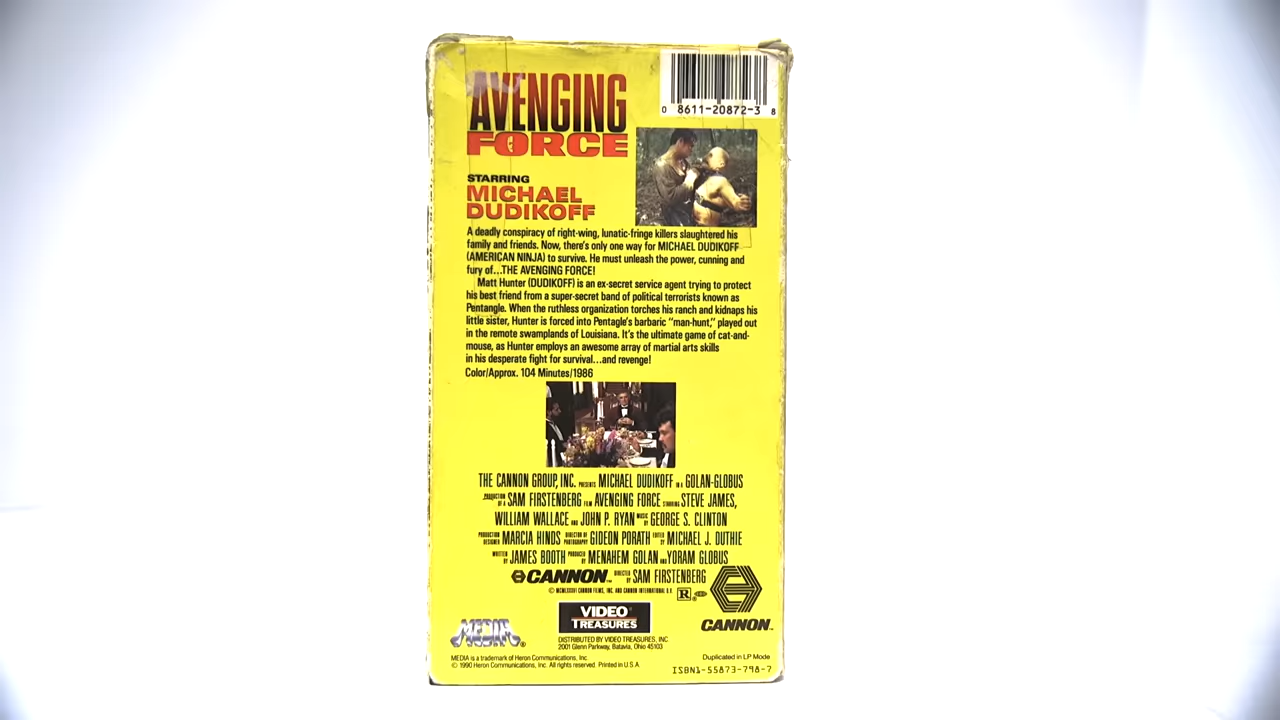 AVENGING
FORCE
0 8611-20872-3 8
STARRING
MICHAEL
DUDIKOFF
A deadly conspiracy of right-wing, lunatic-fringe killers slaughtered his
family and friends. Now, there's only one way for MICHAEL DUDIKOFF
(AMERICAN NINJA) to survive. He must unleash the power, cunning and
fury of...THE AVENGING FORCE!
Matt Hunter (DUDIKOFF) is an ex-secret service agent trying to protect
his best friend from a super-secret band of political terrorists known as
Pentangle. When the ruthless organization torches his ranch and kidnaps his
little sister, Hunter is forced into Pentagle's barbaric "man-hunt," played out
in the remote swamplands of Louisiana. It's the ultimate game of cat-and-
mouse, as Hunter employs an awesome array of martial arts skills
in his desperate fight for survival...and revenge!
Color/Approx. 104 Minutes/1986
THE CANNON GROUP, INC. PRESENTS MICHAEL DUDIKOFF IN A GOLAN-GLOBUS
PRODUCTION OF A SAM FIRSTENBERG FILM AVENGING FORCE STARRING STEVE JAMES,
WILLIAM WALLACE AND JOHN P. RYAN MUSIC BY GEORGE S. CLINTON
PRODUCTION DESIGNER MARCIA HINDS DIRECTOR OF PHOTOGRAPHY GIDEON PORATH EDITED BY MICHAEL J. DUTHIE
WRITTEN BY JAMES BOOTH PRODUCED BY MENAHEM GOLAN AND YORAM GLOBUS
CANNON™ DIRECTED BY SAM FIRSTENBERG
© MCMLXXXVI CANNON FILMS, INC. AND CANNON INTERNATIONAL B.V. R
CANNON™
VIDEO
TREASURES
MEDIA®
DISTRIBUTED BY VIDEO TREASURES, INC
2001 Glenn Parkway, Batavia, Ohio 45103
MEDIA is a trademark of Heron Communications, Inc.
© 1990 Heron Communications, Inc. All rights reserved. Printed in U.S.A.
Duplicated in LP Mode
ISBN1-55873-798-7